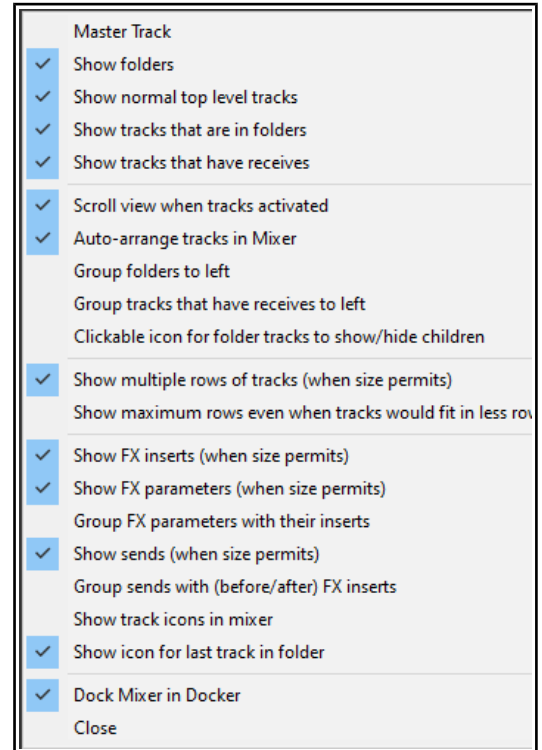 Master Track
Show folders
Show normal top level tracks
Show tracks that are in folders
Show tracks that have receives
Scroll view when tracks activated
Auto-arrange tracks in Mixer
Group folders to left
Group tracks that have receives to left
Clickable icon for folder tracks to show/hide children
Show multiple rows of tracks (when size permits)
Show maximum rows even when tracks would fit in less
Show FX inserts (when size permits)
Show FX parameters (when size permits)
Group FX parameters with their inserts
Show sends (when size permits)
Group sends with (before/after) FX inserts
Show track icons in mixer
Show icon for last track in folder
Dock Mixer in Docker
Close